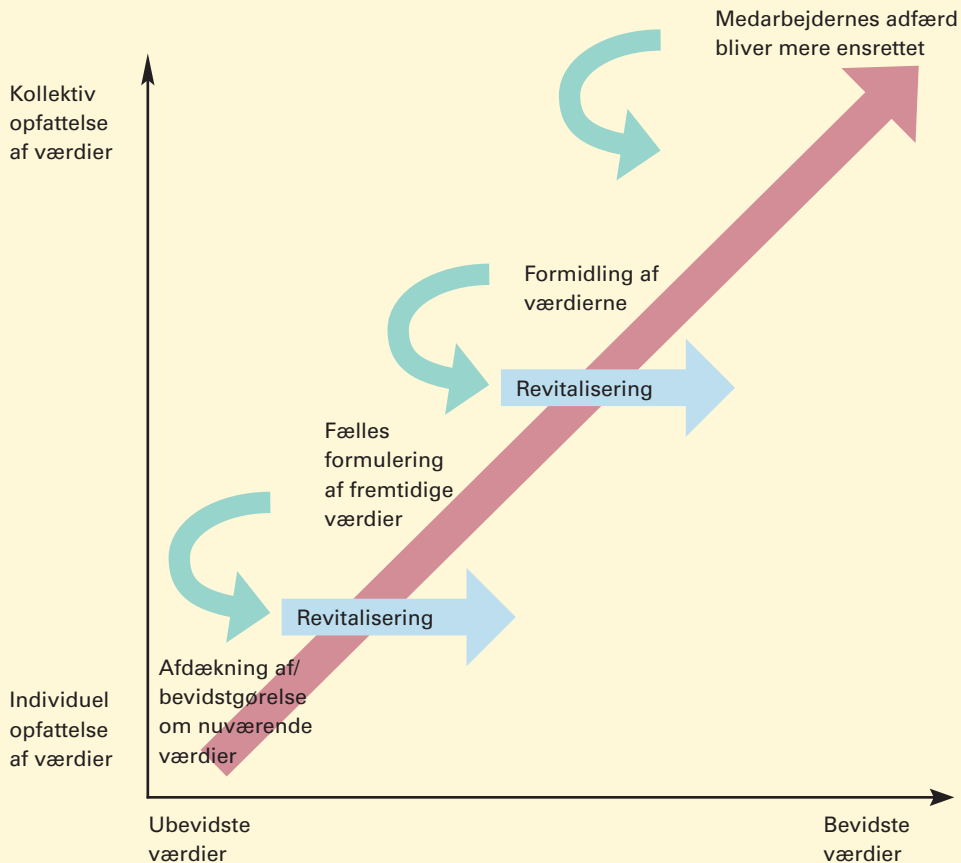 Medarbejdernes adfærd
bliver mere ensrettet
Kollektiv
opfattelse
af værdier
Formidling af
værdierne
Revitalisering
Fælles
formulering
af fremtidige
værdier
Revitalisering
Afdækning af/
bevidstgørelse
om nuværende
værdier
Individuel
opfattelse
af værdier
Ubevidste
værdier
Bevidste
værdier